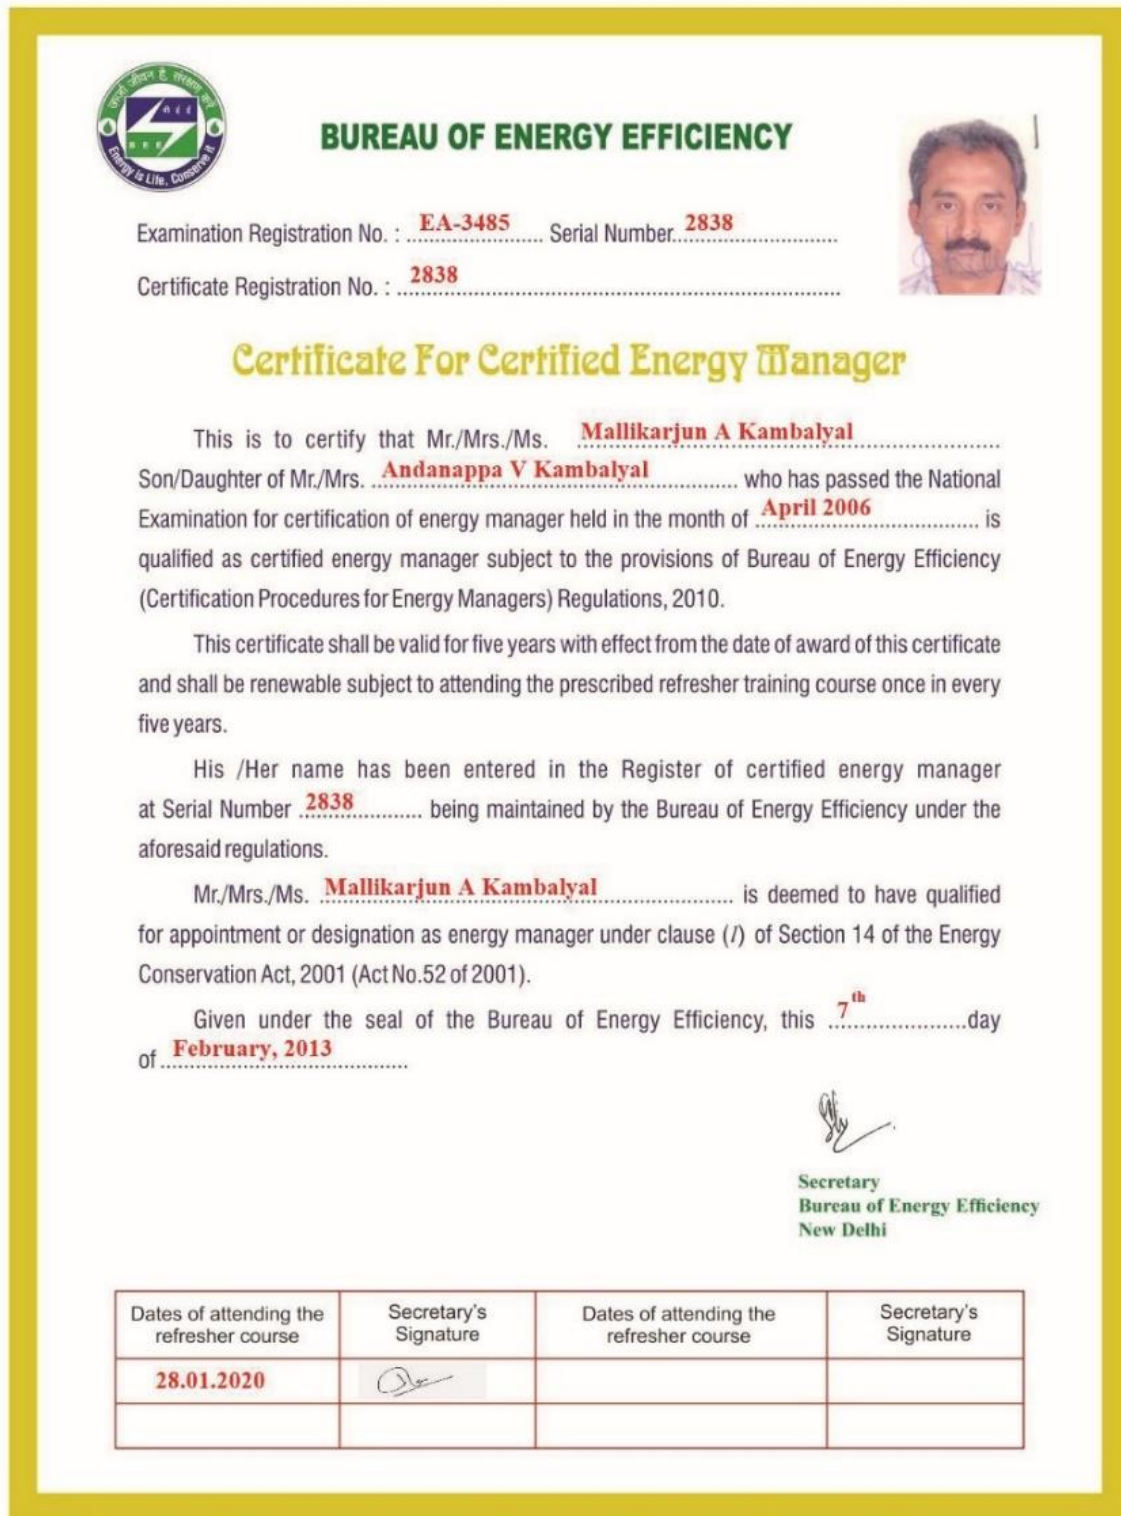 ऊर्जा जीवन है, संरक्षण करें
बी ई ई
BEE
Energy is Life, Conserve it
BUREAU OF ENERGY EFFICIENCY
Examination Registration No. : EA-3485 Serial Number 2838
Certificate Registration No. : 2838
Certificate For Certified Energy Manager
This is to certify that Mr./Mrs./Ms. Mallikarjun A Kambalyal
Son/Daughter of Mr./Mrs. Andanappa V Kambalyal who has passed the National
Examination for certification of energy manager held in the month of April 2006 is
qualified as certified energy manager subject to the provisions of Bureau of Energy Efficiency
(Certification Procedures for Energy Managers) Regulations, 2010.
This certificate shall be valid for five years with effect from the date of award of this certificate
and shall be renewable subject to attending the prescribed refresher training course once in every
five years.
His /Her name has been entered in the Register of certified energy manager
at Serial Number 2838 being maintained by the Bureau of Energy Efficiency under the
aforesaid regulations.
Mr./Mrs./Ms. Mallikarjun A Kambalyal is deemed to have qualified
for appointment or designation as energy manager under clause (l) of Section 14 of the Energy
Conservation Act, 2001 (Act No.52 of 2001).
Given under the seal of the Bureau of Energy Efficiency, this 7th day
of February, 2013
Secretary
Bureau of Energy Efficiency
New Delhi
Dates of attending the refresher course Secretary's Signature Dates of attending the refresher course Secretary's Signature
28.01.2020